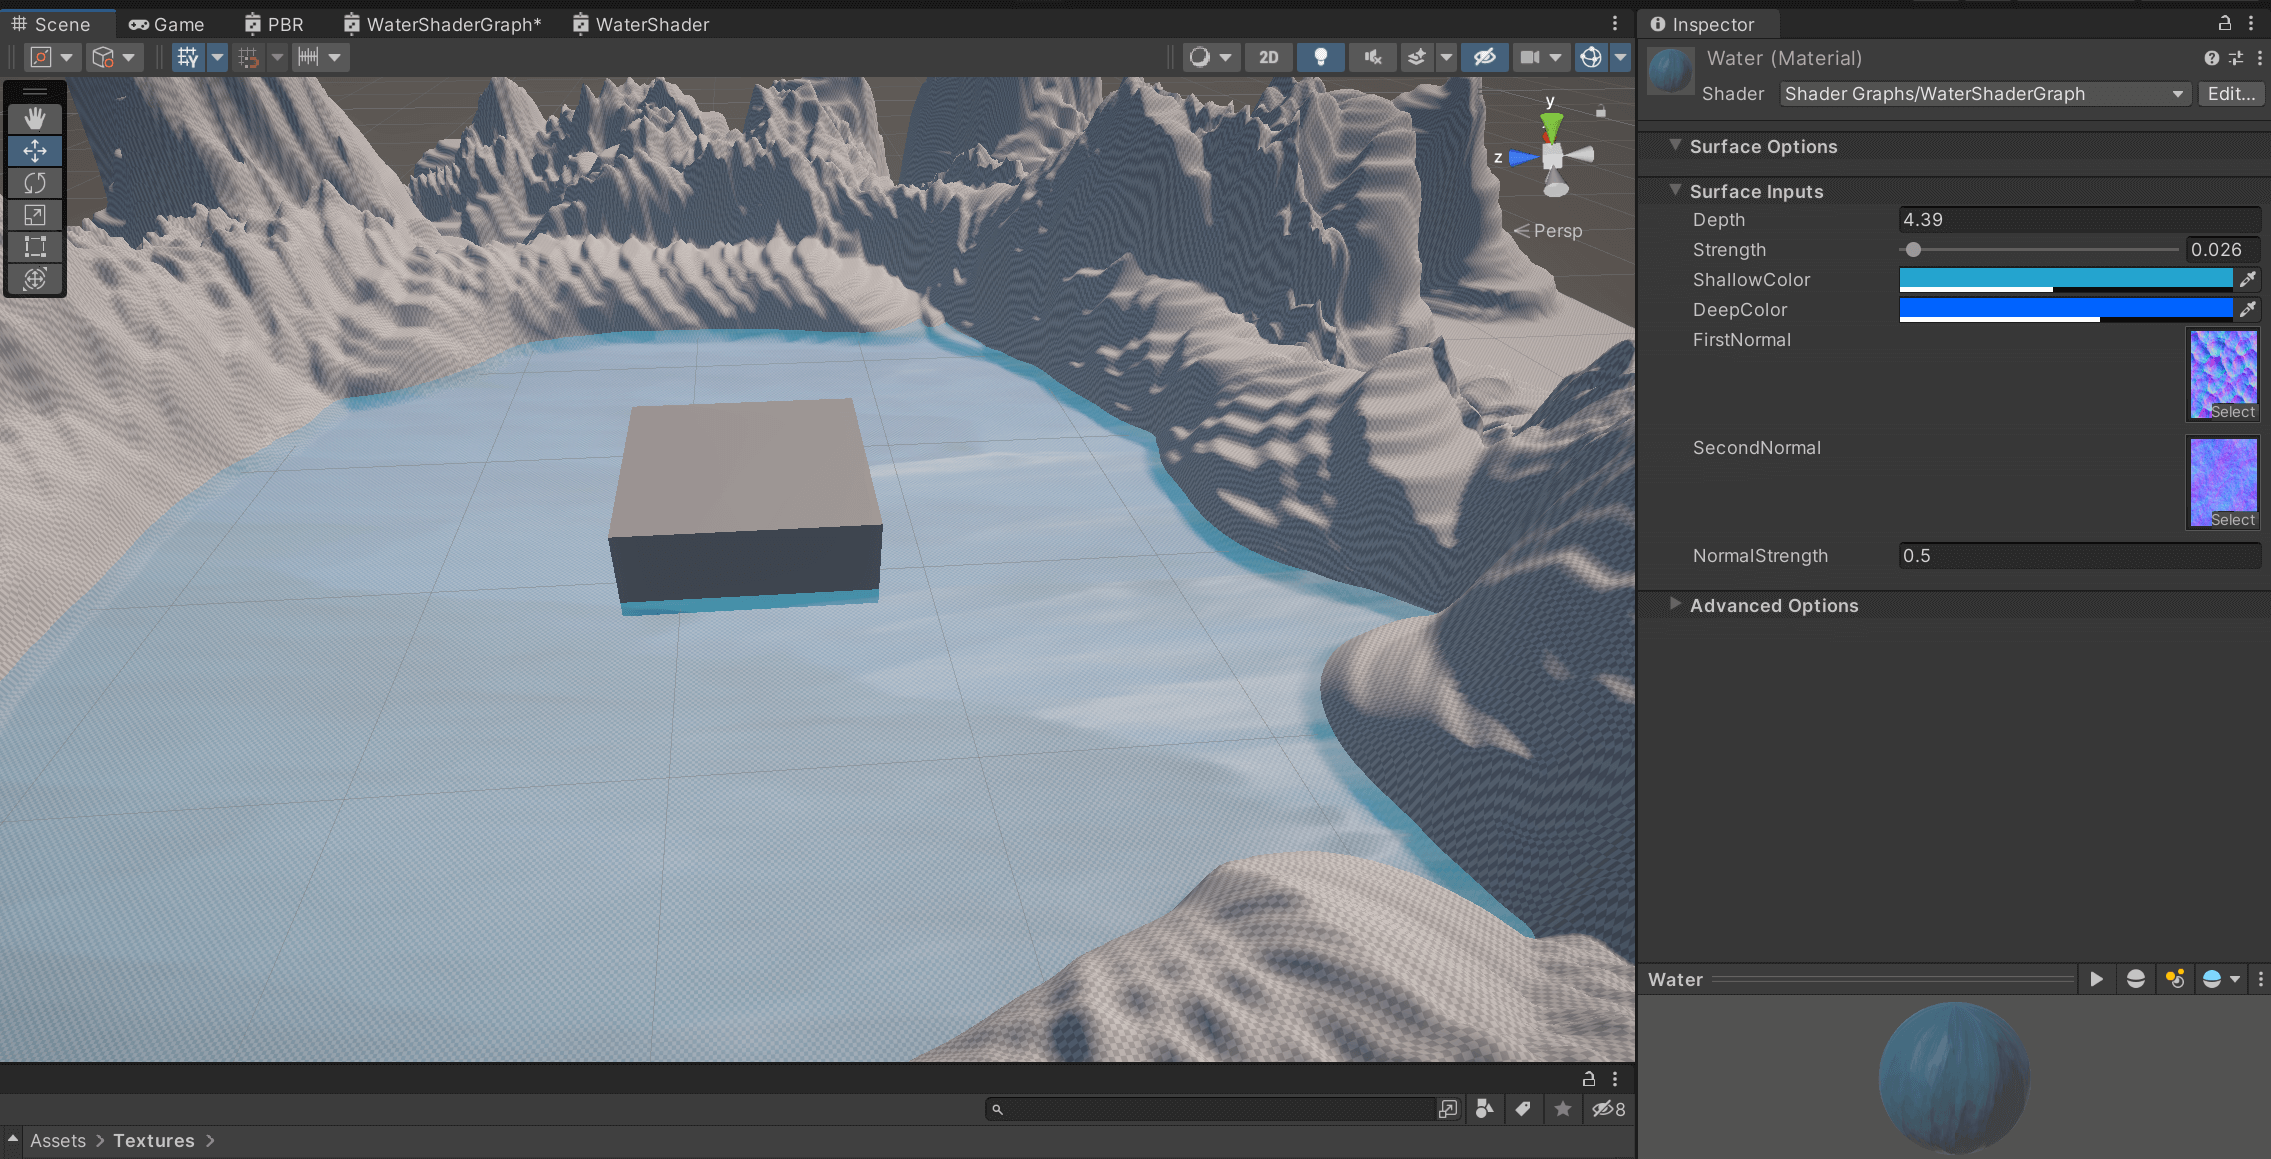 Scene Game PBR WaterShaderGraph* WaterShader
2D
y
z
Persp
Inspector
Water (Material)
Shader Shader Graphs/WaterShaderGraph Edit...
Surface Options
Surface Inputs
Depth 4.39
Strength 0.026
ShallowColor
DeepColor
FirstNormal
Select
SecondNormal
Select
NormalStrength 0.5
Advanced Options
Water
8
Assets > Textures >